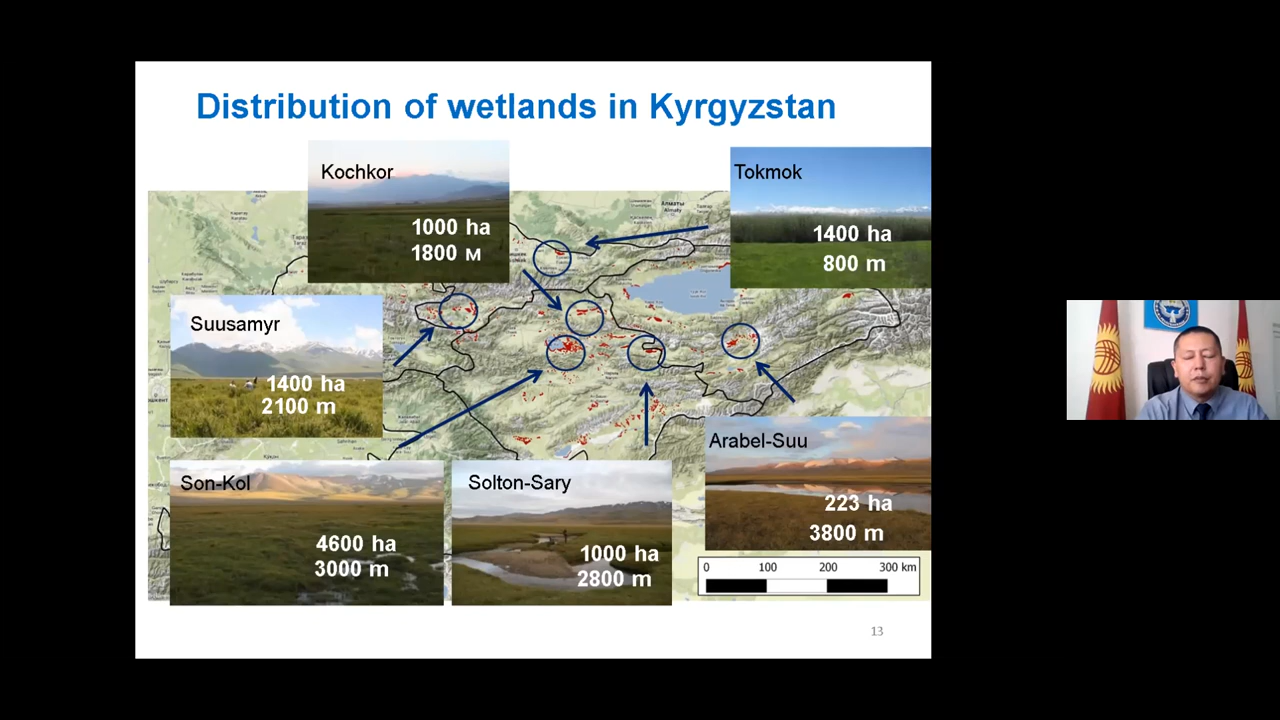 Distribution of wetlands in Kyrgyzstan
Kochkor
1000 ha
1800 м
Tokmok
1400 ha
800 m
Suusamyr
1400 ha
2100 m
Алматы
Almaty
Son-Kol
4600 ha
3000 m
Solton-Sary
1000 ha
2800 m
Arabel-Suu
223 ha
3800 m
0 100 200 300 km
13